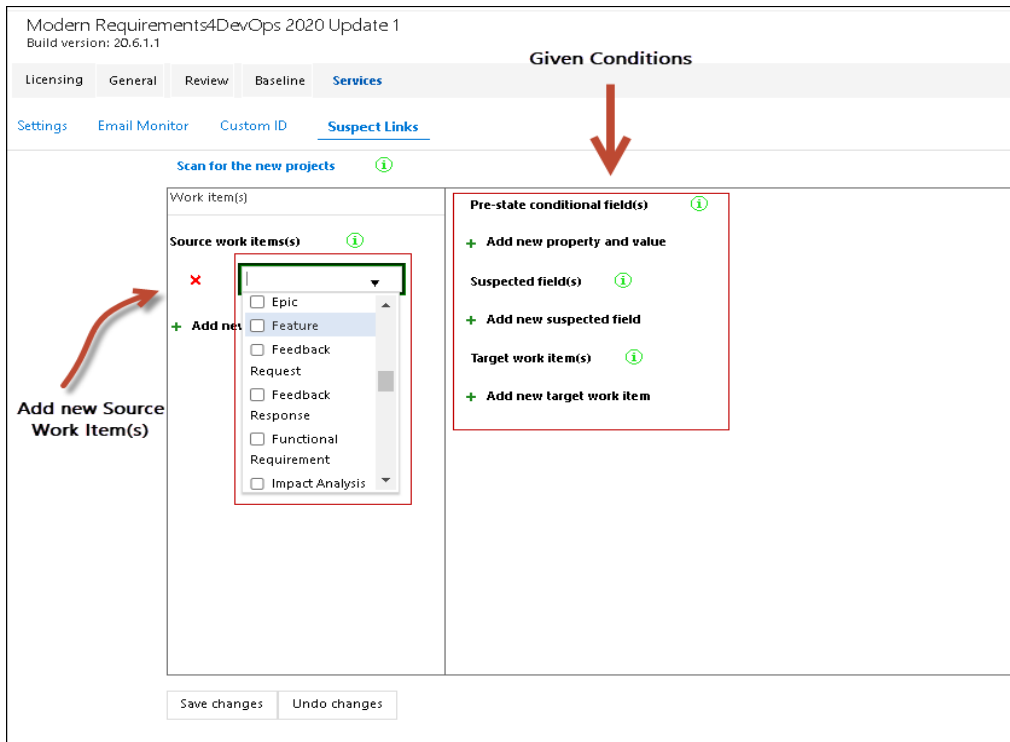 Modern Requirements4DevOps 2020 Update 1
Build version: 20.6.1.1
Given Conditions
Licensing General Review Baseline Services
Settings Email Monitor Custom ID Suspect Links
Scan for the new projects
Work item(s)
Pre-state conditional field(s)
Source work items(s)
+ Add new property and value
Suspected field(s)
Epic
+ Add new
Feature
+ Add new suspected field
Feedback
Request
Target work item(s)
Feedback
Response
+ Add new target work item
Add new Source
Work Item(s)
Functional
Requirement
Impact Analysis
Save changes Undo changes